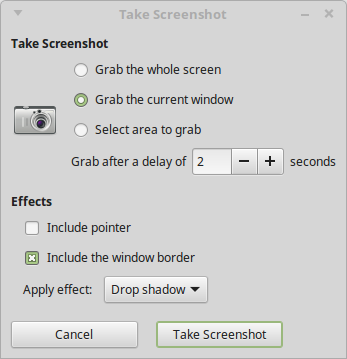 Take Screenshot
Take Screenshot
Grab the whole screen
Grab the current window
Select area to grab
Grab after a delay of 2 − + seconds
Effects
Include pointer
Include the window border
Apply effect: Drop shadow
Cancel Take Screenshot